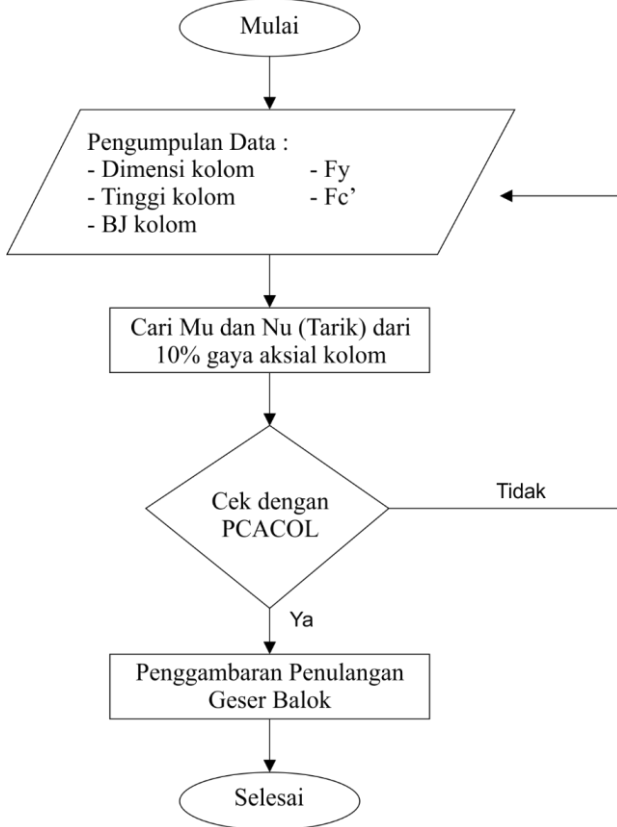 Mulai
Pengumpulan Data :
- Dimensi kolom - Fy
- Tinggi kolom - Fc’
- BJ kolom
Cari Mu dan Nu (Tarik) dari
10% gaya aksial kolom
Cek dengan
PCACOL
Tidak
Ya
Penggambaran Penulangan
Geser Balok
Selesai